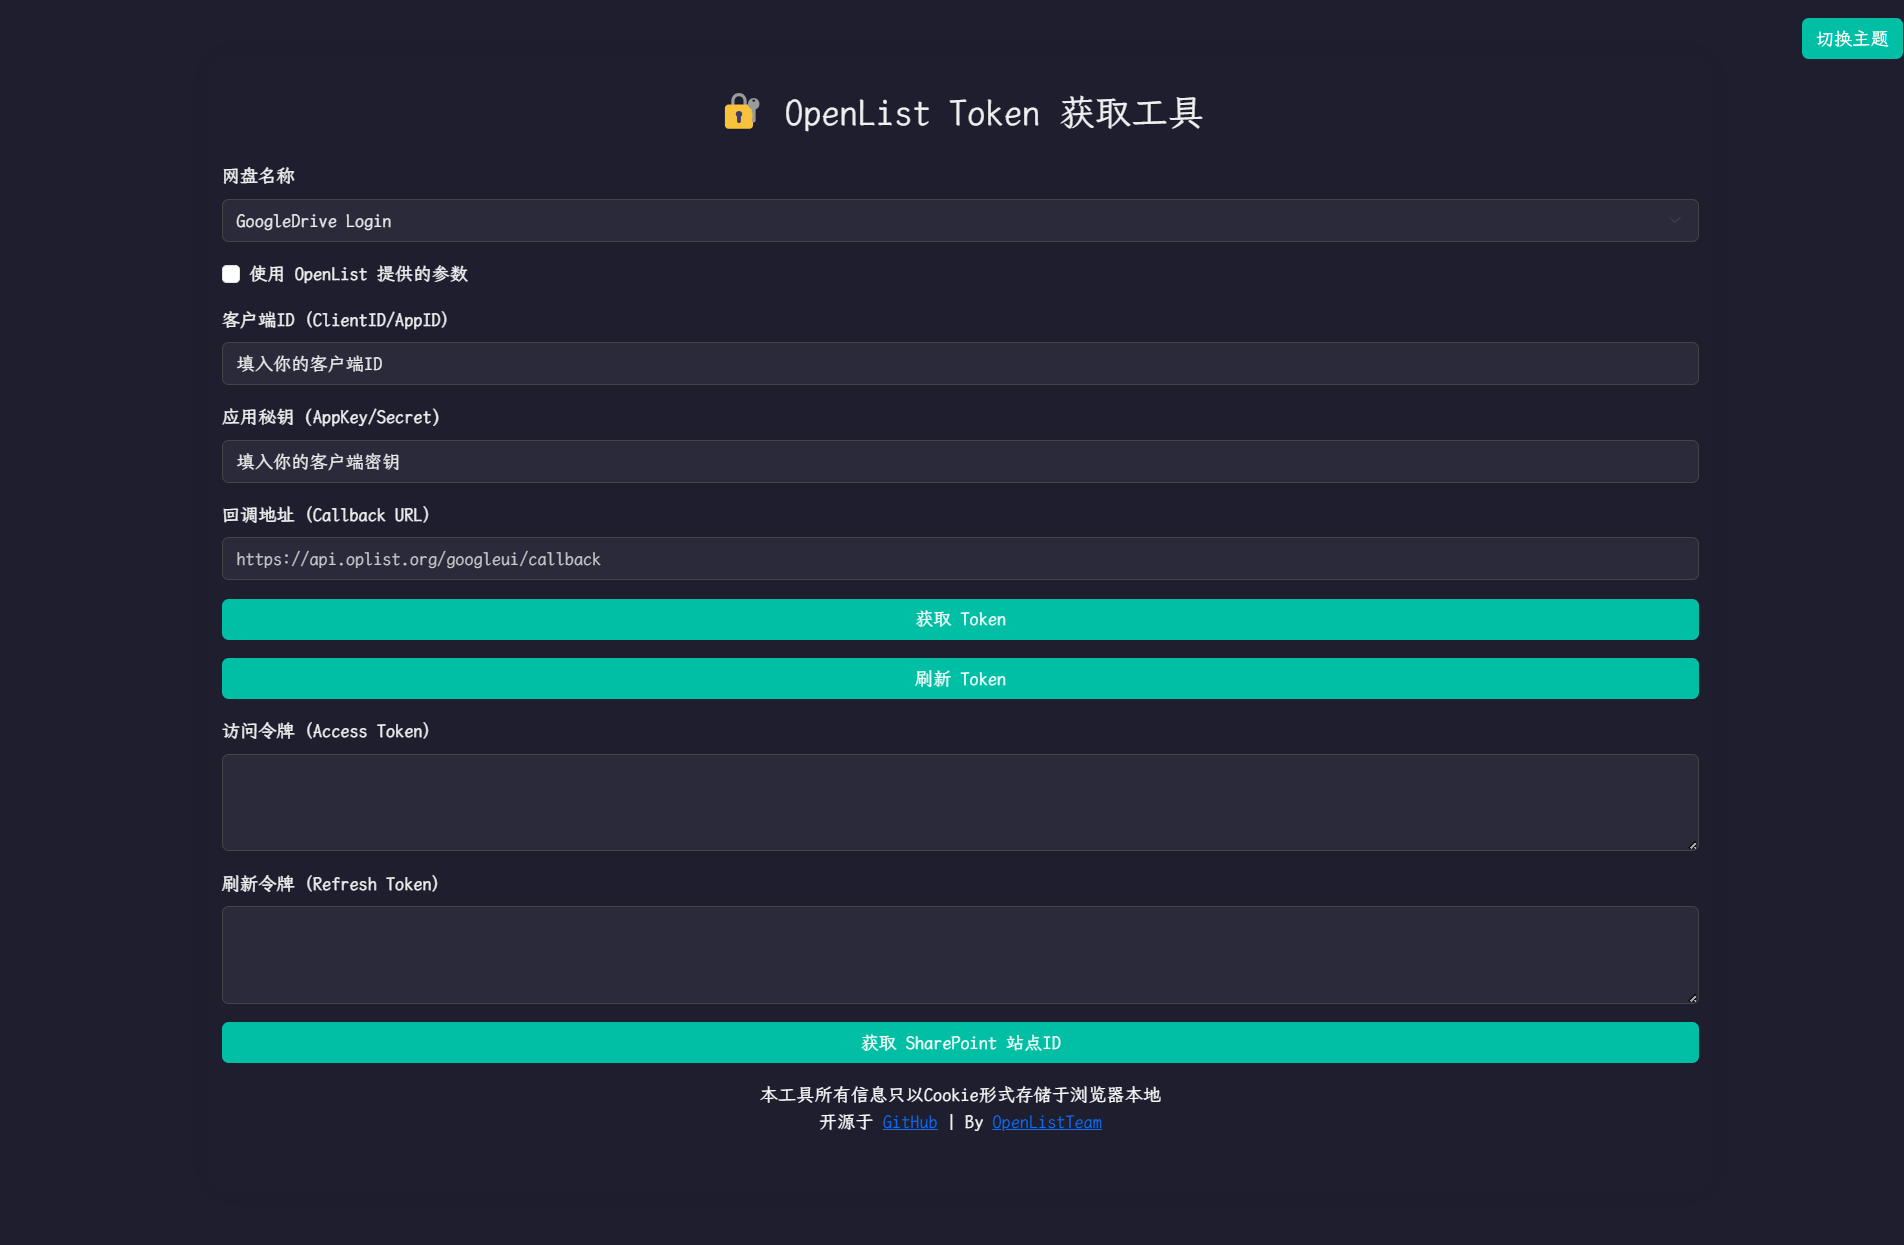 切换主题
🔐 OpenList Token 获取工具
网盘名称
GoogleDrive Login
使用 OpenList 提供的参数
客户端ID (ClientID/AppID)
填入你的客户端ID
应用秘钥 (AppKey/Secret)
填入你的客户端密钥
回调地址 (Callback URL)
https://api.oplist.org/googleui/callback
获取 Token
刷新 Token
访问令牌 (Access Token)
刷新令牌 (Refresh Token)
获取 SharePoint 站点ID
本工具所有信息只以Cookie形式存储于浏览器本地
开源于 GitHub | By OpenListTeam